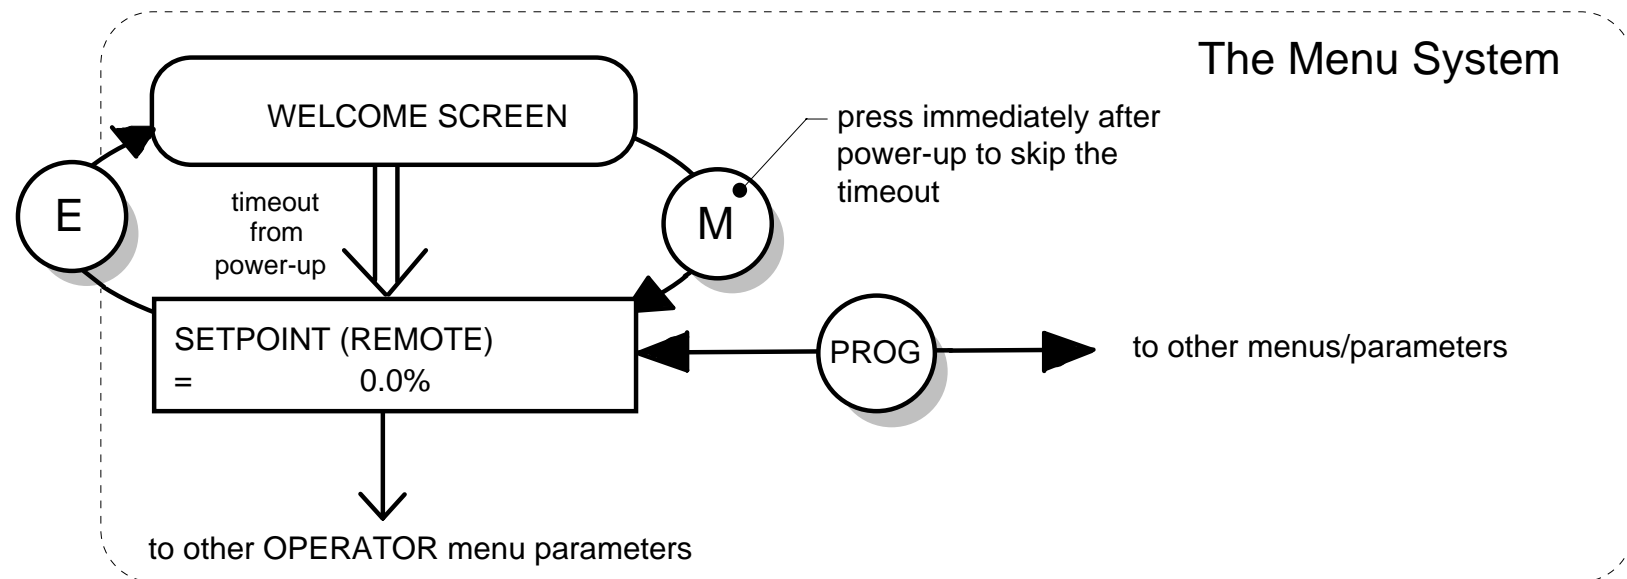 The Menu System
WELCOME SCREEN
press immediately after
power-up to skip the
timeout
E
timeout
from
power-up
M
SETPOINT (REMOTE)
= 0.0%
PROG
to other menus/parameters
to other OPERATOR menu parameters